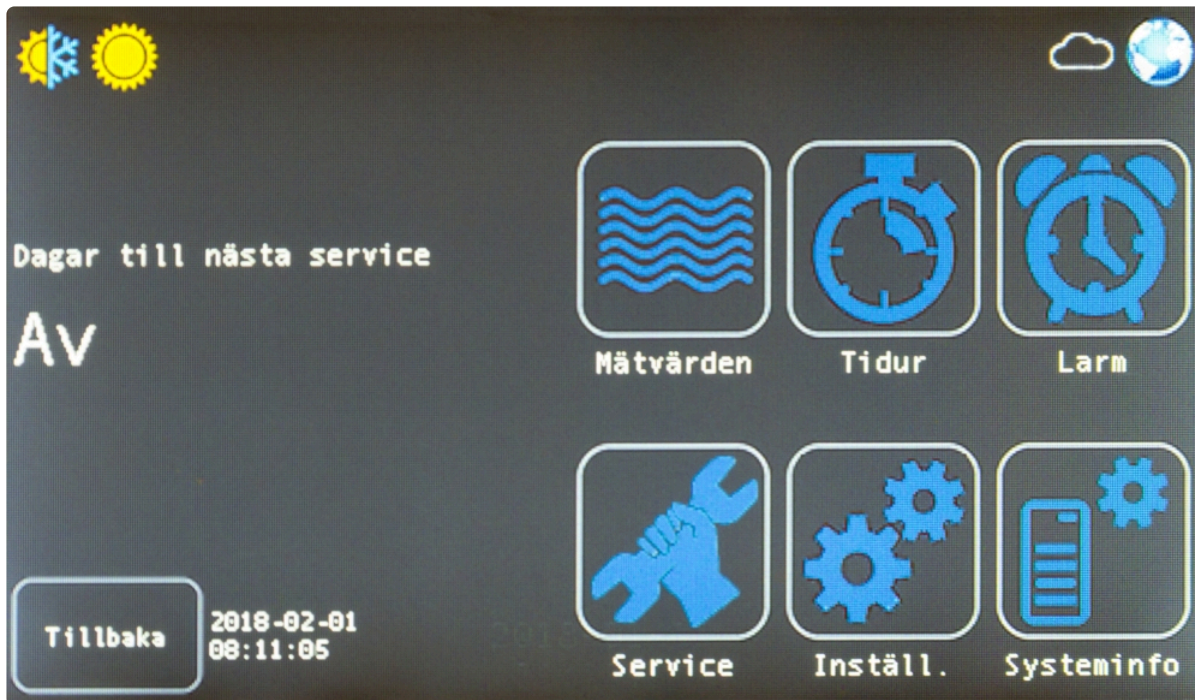 Dagar till nästa service
Av
Mätvärden
Tidur
Larm
Service
Inställ.
Systeminfo
Tillbaka
2018-02-01
08:11:05